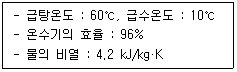 - 급탕온도 : 60℃, 급수온도 : 10℃
- 온수기의 효율 : 96%
- 물의 비열 : 4.2 kJ/kg·K